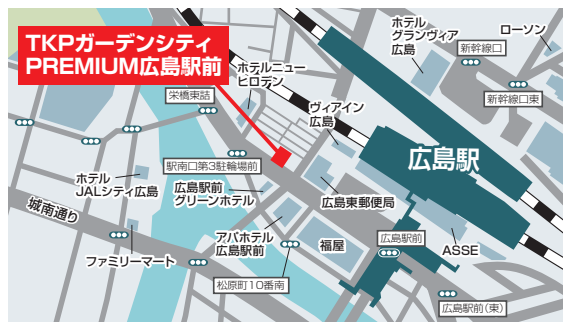 TKPガーデンシティ
PREMIUM広島駅前
ホテル
グランヴィア
広島
ローソン
新幹線口
新幹線口東
ホテルニュー
ヒロデン
栄橋東詰
ヴィアイン
広島
広島駅
駅南口第3駐輪場前
ホテル
JALシティ広島
広島駅前
グリーンホテル
広島東郵便局
城南通り
アパホテル
広島駅前
福屋
広島駅前
ASSE
ファミリーマート
松原町10番南
広島駅前(東)